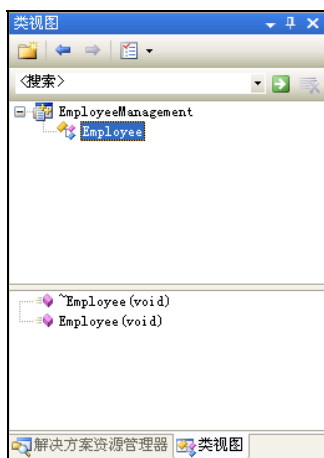 类视图
<搜索>
EmployeeManagement
Employee
~Employee(void)
Employee(void)
解决方案资源管理器 类视图